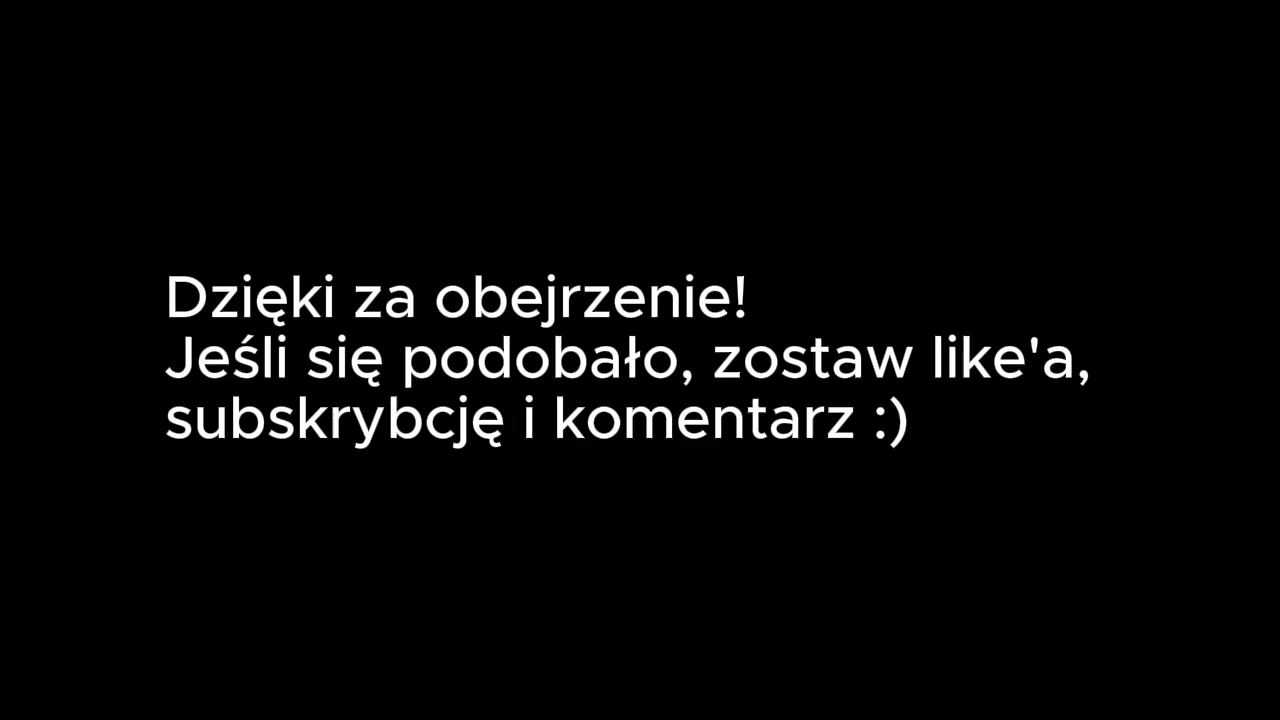 Dzięki za obejrzenie!
Jeśli się podobało, zostaw like'a,
subskrybcję i komentarz :)